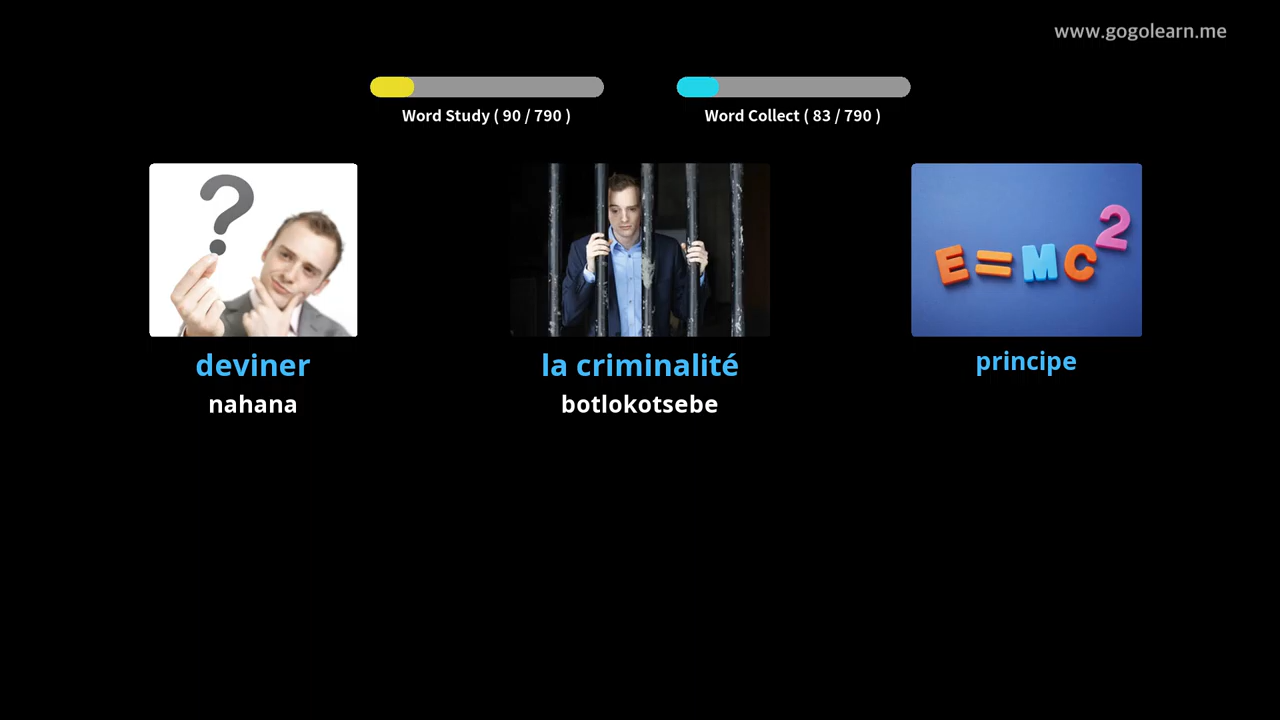 www.gogolearn.me
Word Study ( 90 / 790 )
Word Collect ( 83 / 790 )
?
E=MC2
deviner
nahana
la criminalité
botlokotsebe
principe